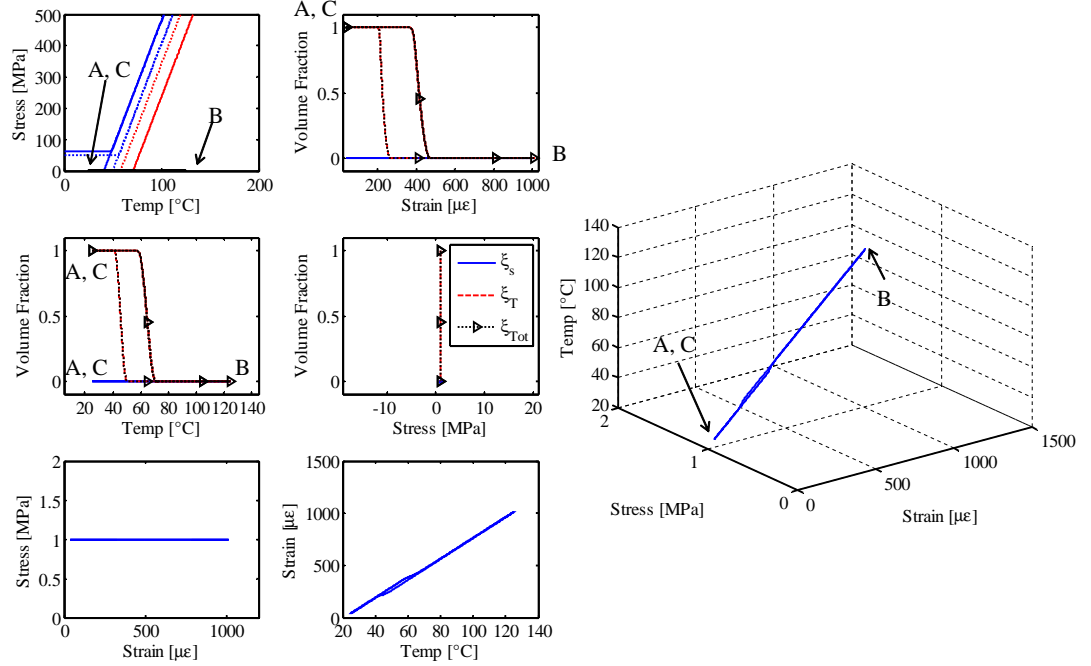 A, C
500
400
300
200
100
0
Stress [MPa]
A, C
B
0
100
200
Temp [°C]
1
0.5
0
Volume Fraction
B
200
400
600
800
1000
Strain [με]
1
0.5
0
Volume Fraction
A, C
A, C
B
20
40
60
80
100
120
140
Temp [°C]
1
0.5
0
Volume Fraction
ξs
ξT
ξTot
-10
0
10
20
Stress [MPa]
2
1.5
1
0.5
0
Stress [MPa]
0
500
1000
Strain [με]
1500
1000
500
0
Strain [με]
20
40
60
80
100
120
140
Temp [°C]
140
120
100
80
60
40
20
Temp [°C]
A, C
B
2
1
0
Stress [MPa]
0
500
1000
1500
Strain [με]